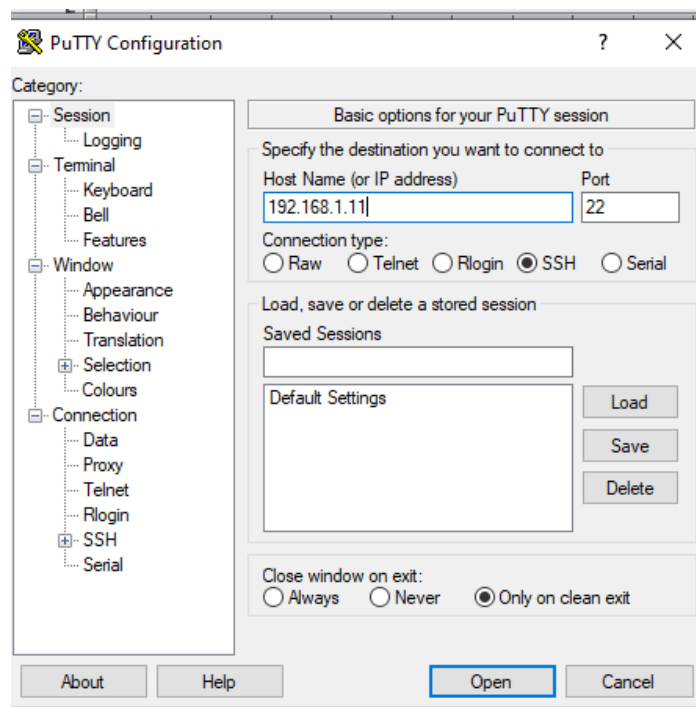 PuTTY Configuration
?
Category:
Session
Logging
Terminal
Keyboard
Bell
Features
Window
Appearance
Behaviour
Translation
Selection
Colours
Connection
Data
Proxy
Telnet
Rlogin
SSH
Serial
Basic options for your PuTTY session
Specify the destination you want to connect to
Host Name (or IP address) Port
192.168.1.11 22
Connection type:
Raw Telnet Rlogin SSH Serial
Load, save or delete a stored session
Saved Sessions
Default Settings
Load
Save
Delete
Close window on exit:
Always Never Only on clean exit
About Help Open Cancel